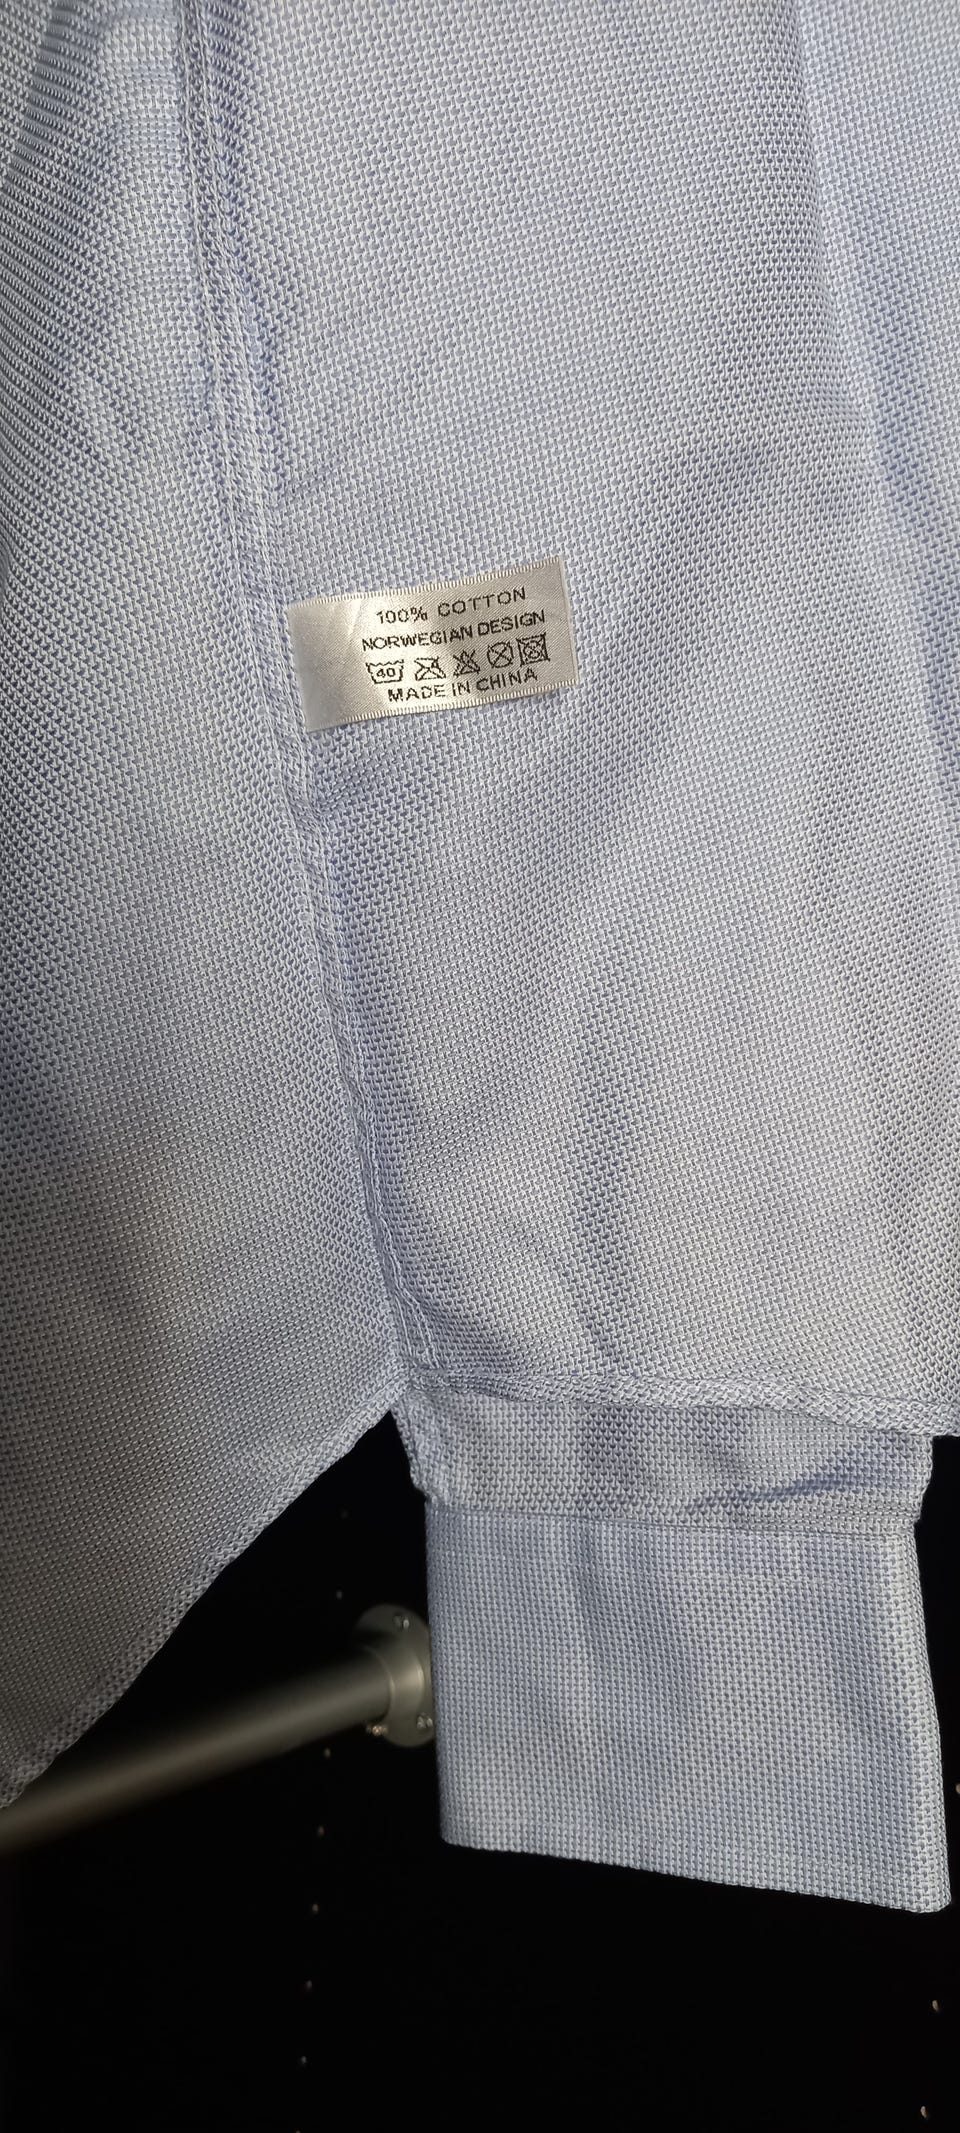 100% COTTON
NORWEGIAN DESIGN
40
MADE IN CHINA